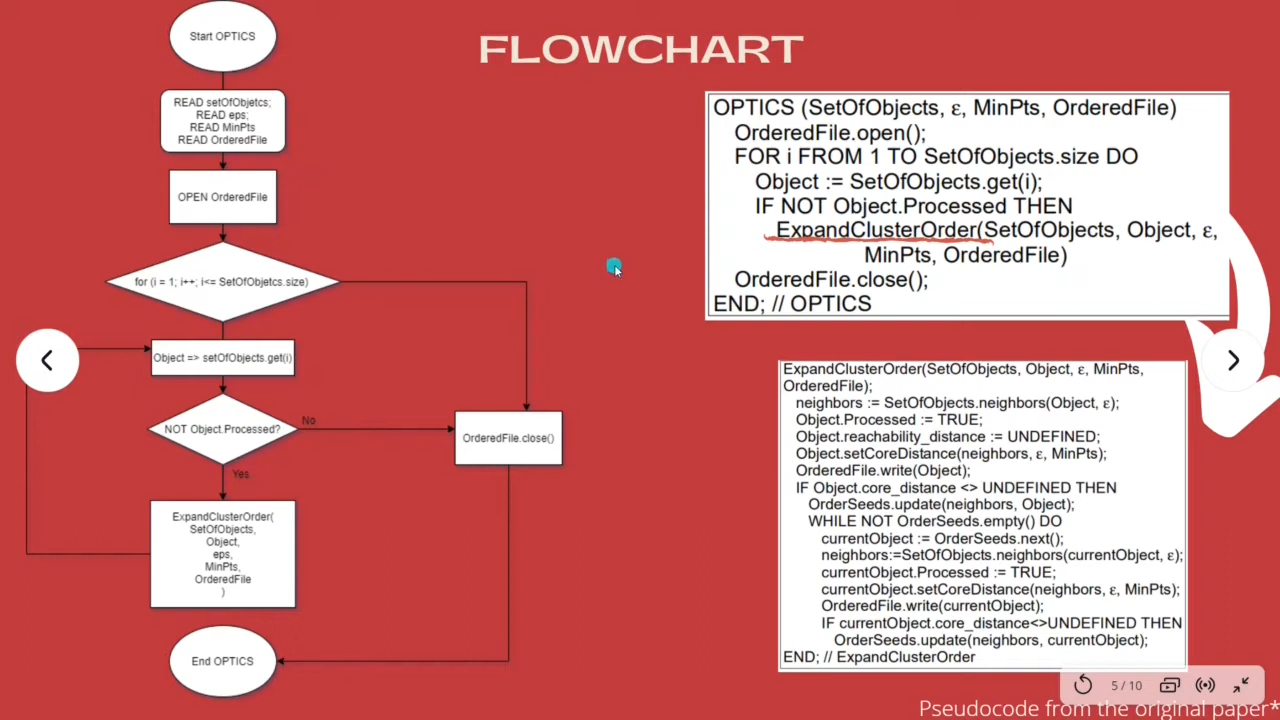 FLOWCHART
Start OPTICS
READ setOfObjetcs;
READ eps;
READ MinPts
READ OrderedFile
OPEN OrderedFile
for (i = 1; i++; i<= SetOfObjetcs.size)
Object => setOfObjects.get(i)
NOT Object.Processed?
No
Yes
OrderedFile.close()
ExpandClusterOrder(
SetOfObjects,
Object,
eps,
MinPts,
OrderedFile
)
End OPTICS
OPTICS (SetOfObjects, ε, MinPts, OrderedFile)
OrderedFile.open();
FOR i FROM 1 TO SetOfObjects.size DO
Object := SetOfObjects.get(i);
IF NOT Object.Processed THEN
ExpandClusterOrder(SetOfObjects, Object, ε,
MinPts, OrderedFile)
OrderedFile.close();
END; // OPTICS
ExpandClusterOrder(SetOfObjects, Object, ε, MinPts,
OrderedFile);
neighbors := SetOfObjects.neighbors(Object, ε);
Object.Processed := TRUE;
Object.reachability_distance := UNDEFINED;
Object.setCoreDistance(neighbors, ε, MinPts);
OrderedFile.write(Object);
IF Object.core_distance <> UNDEFINED THEN
OrderSeeds.update(neighbors, Object);
WHILE NOT OrderSeeds.empty() DO
currentObject := OrderSeeds.next();
neighbors:=SetOfObjects.neighbors(currentObject, ε);
currentObject.Processed := TRUE;
currentObject.setCoreDistance(neighbors, ε, MinPts);
OrderedFile.write(currentObject);
IF currentObject.core_distance<>UNDEFINED THEN
OrderSeeds.update(neighbors, currentObject);
END; // ExpandClusterOrder
5 / 10
Pseudocode from the original paper*